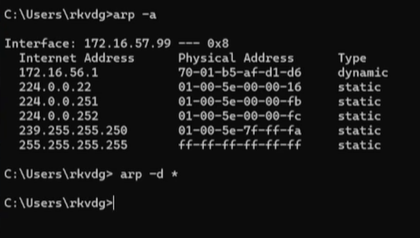 C:\Users\rkvdg>arp -a
Interface: 172.16.57.99 --- 0x8
Internet Address Physical Address Type
172.16.56.1 70-01-b5-af-d1-d6 dynamic
224.0.0.22 01-00-5e-00-00-16 static
224.0.0.251 01-00-5e-00-00-fb static
224.0.0.252 01-00-5e-00-00-fc static
239.255.255.250 01-00-5e-7f-ff-fa static
255.255.255.255 ff-ff-ff-ff-ff-ff static
C:\Users\rkvdg> arp -d *
C:\Users\rkvdg>